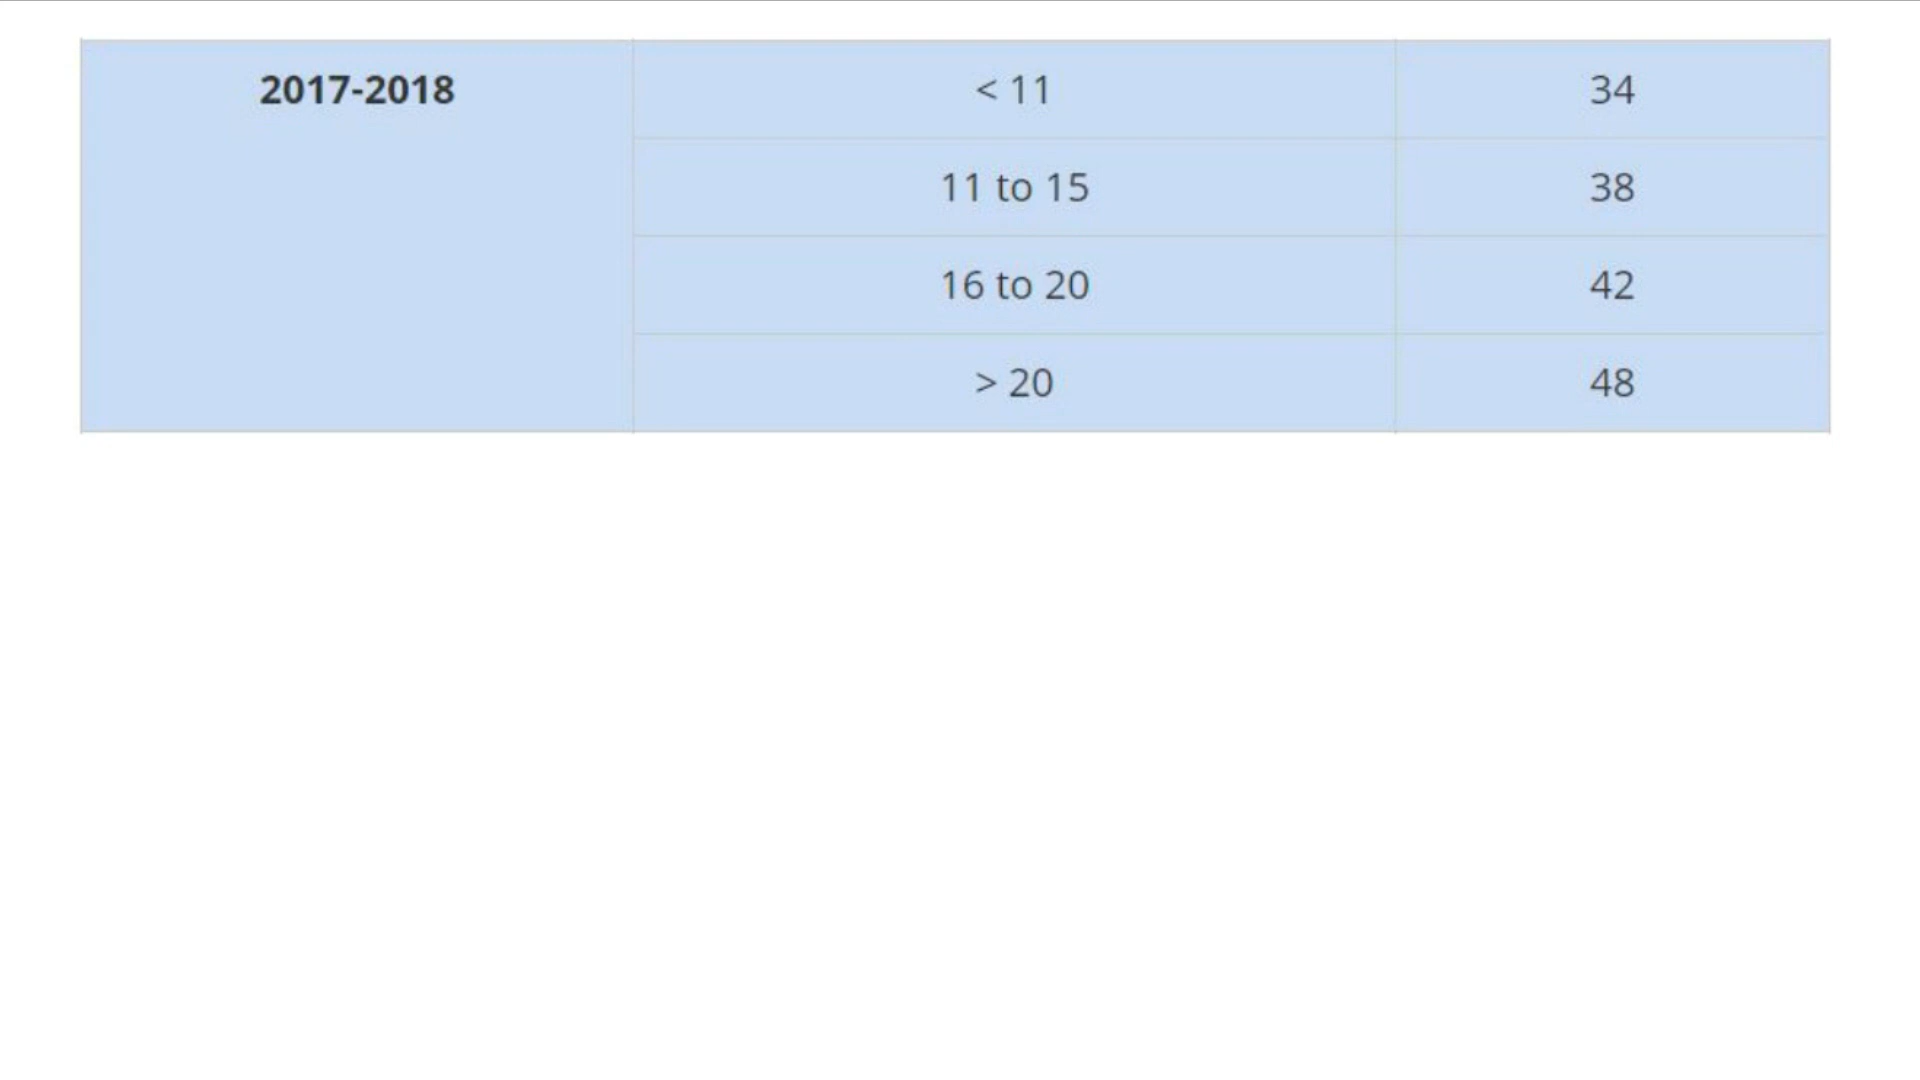 2017-2018 < 11 34
11 to 15 38
16 to 20 42
> 20 48